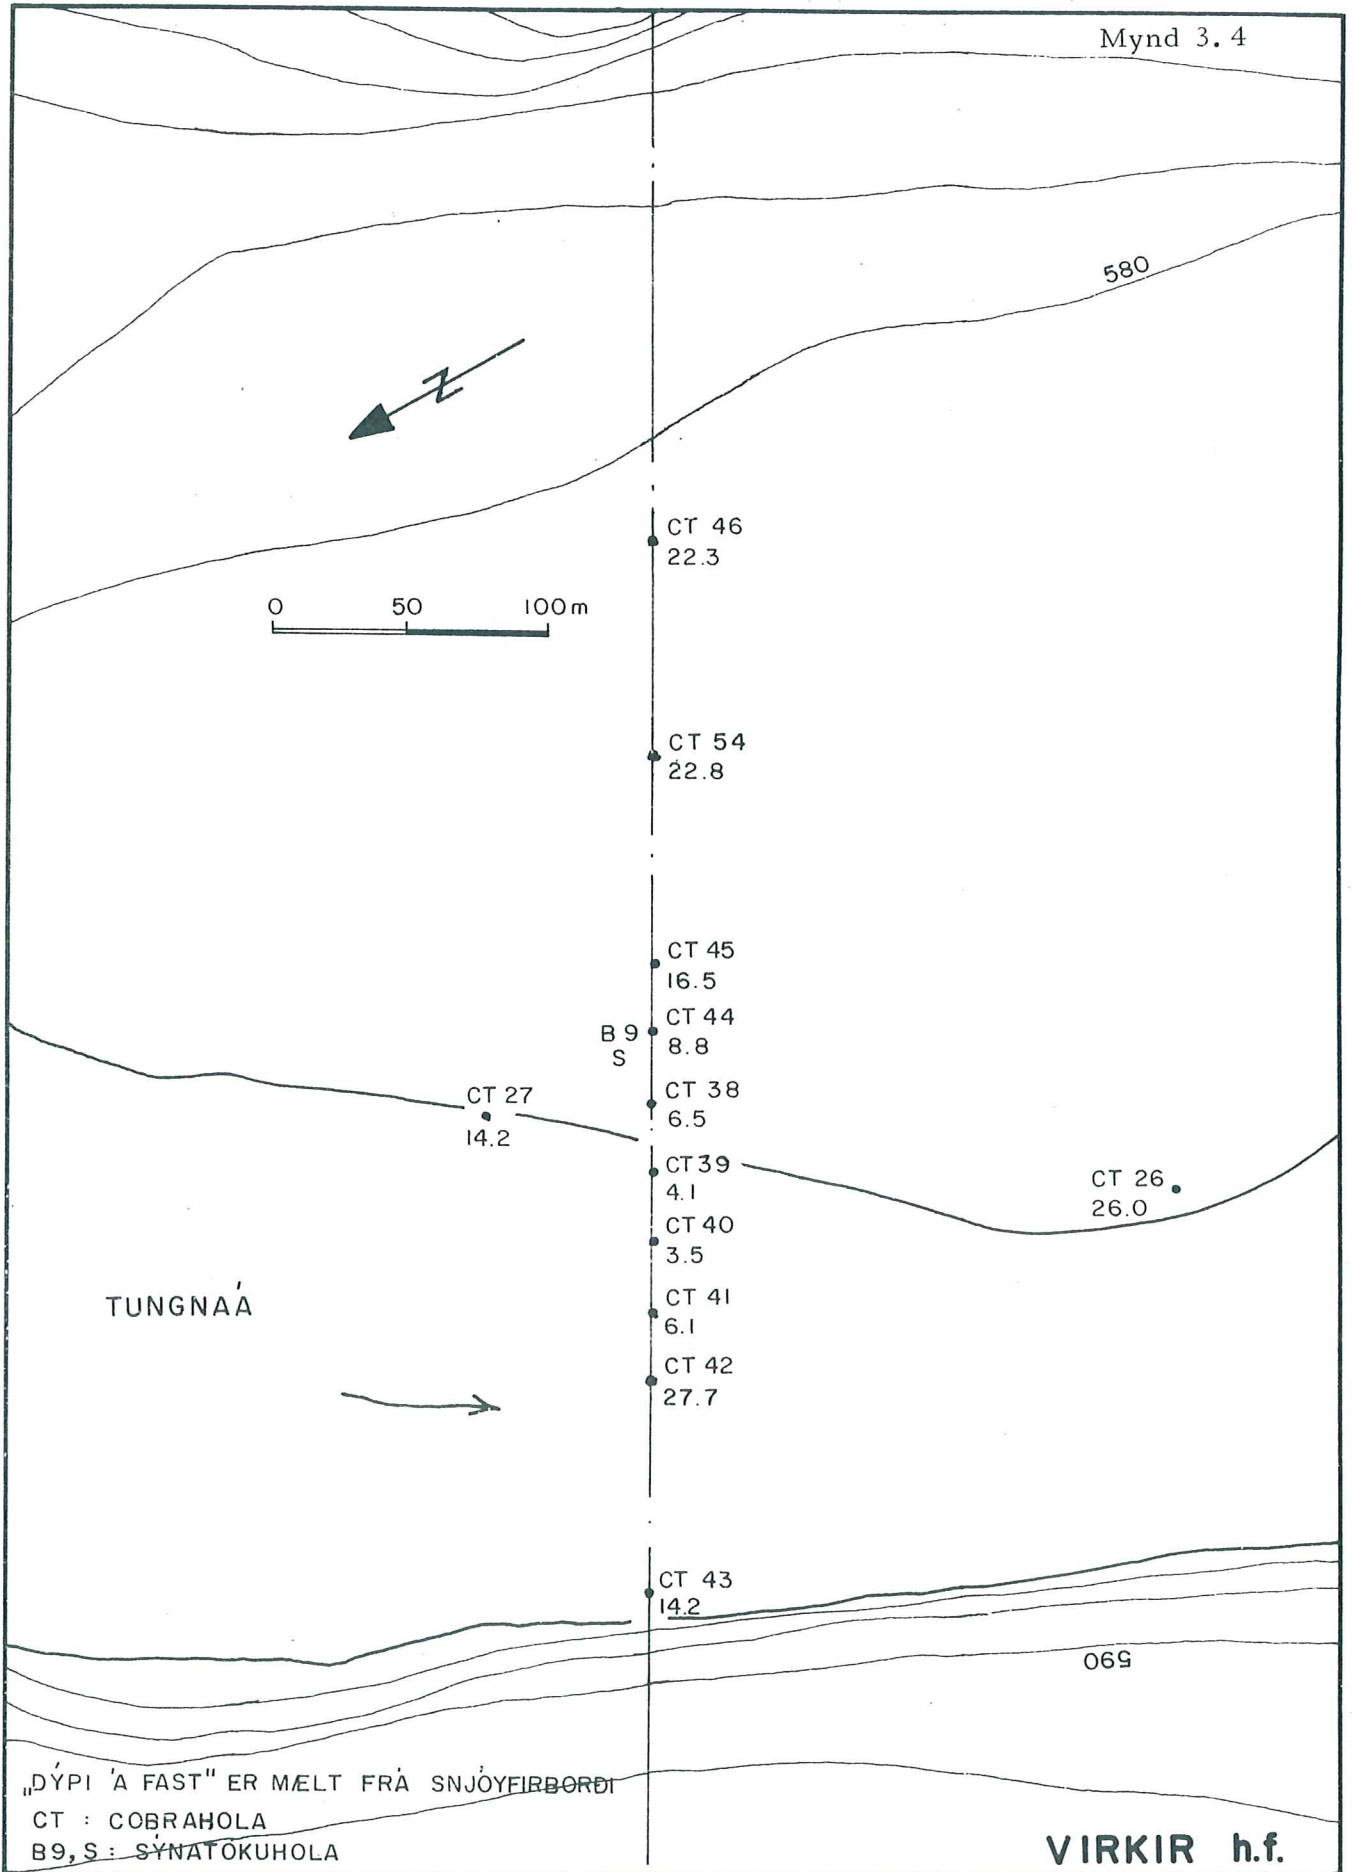 Mynd 3.4
580
N
CT 46
22.3
0 50 100m
CT 54
22.8
CT 45
16.5
CT 44
8.8
B 9
S
CT 38
6.5
CT 27
14.2
CT 39
4.1
CT 26
26.0
CT 40
3.5
TUNGNAÁ
CT 41
6.1
CT 42
27.7
CT 43
14.2
590
„DÝPI Á FAST" ER MÆLT FRÁ SNJÓYFIRBORÐI
CT : COBRAHOLA
B9, S : SÝNATÖKUHOLA
VIRKIR h.f.